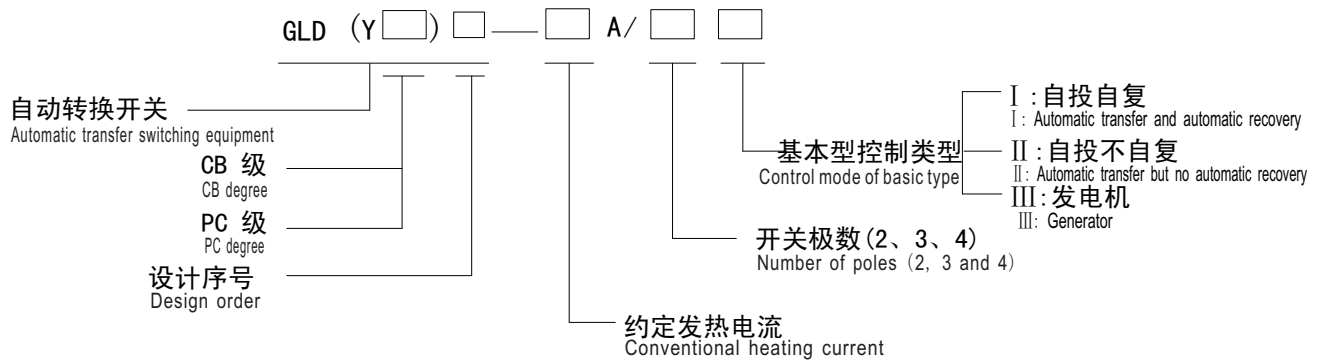 GLD (Y□) □—□ A/□ □
自动转换开关
Automatic transfer switching equipment
CB 级
CB degree
PC 级
PC degree
设计序号
Design order
基本型控制类型
Control mode of basic type
Ⅰ:自投自复
Ⅰ: Automatic transfer and automatic recovery
Ⅱ:自投不自复
Ⅱ: Automatic transfer but no automatic recovery
Ⅲ:发电机
Ⅲ: Generator
开关极数(2、3、4)
Number of poles (2, 3 and 4)
约定发热电流
Conventional heating current